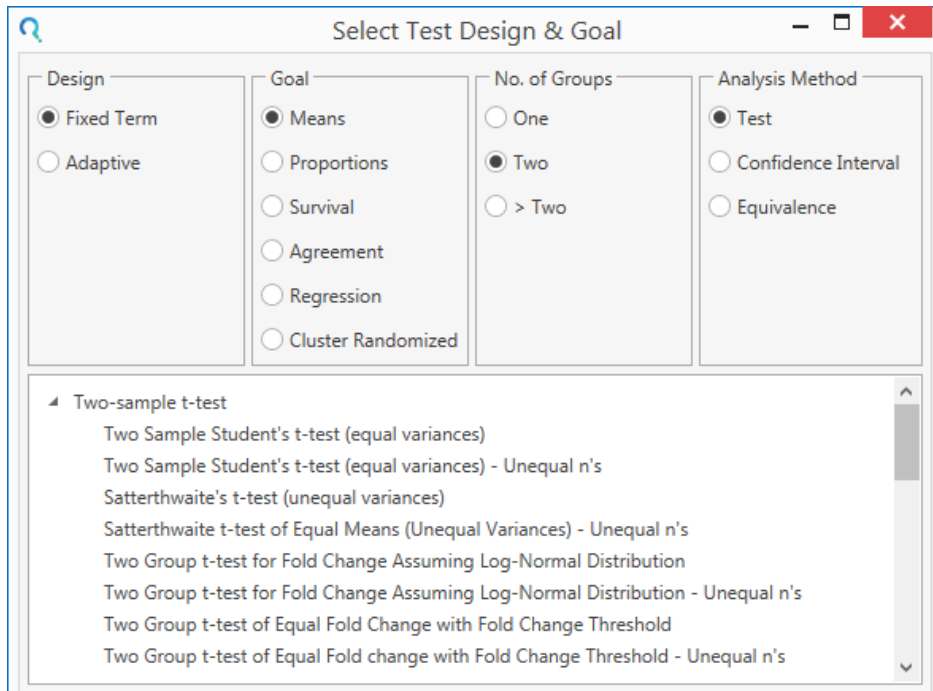 Select Test Design & Goal
Design
Fixed Term
Adaptive
Goal
Means
Proportions
Survival
Agreement
Regression
Cluster Randomized
No. of Groups
One
Two
> Two
Analysis Method
Test
Confidence Interval
Equivalence
Two-sample t-test
Two Sample Student's t-test (equal variances)
Two Sample Student's t-test (equal variances) - Unequal n's
Satterthwaite's t-test (unequal variances)
Satterthwaite t-test of Equal Means (Unequal Variances) - Unequal n's
Two Group t-test for Fold Change Assuming Log-Normal Distribution
Two Group t-test for Fold Change Assuming Log-Normal Distribution - Unequal n's
Two Group t-test of Equal Fold Change with Fold Change Threshold
Two Group t-test of Equal Fold change with Fold Change Threshold - Unequal n's